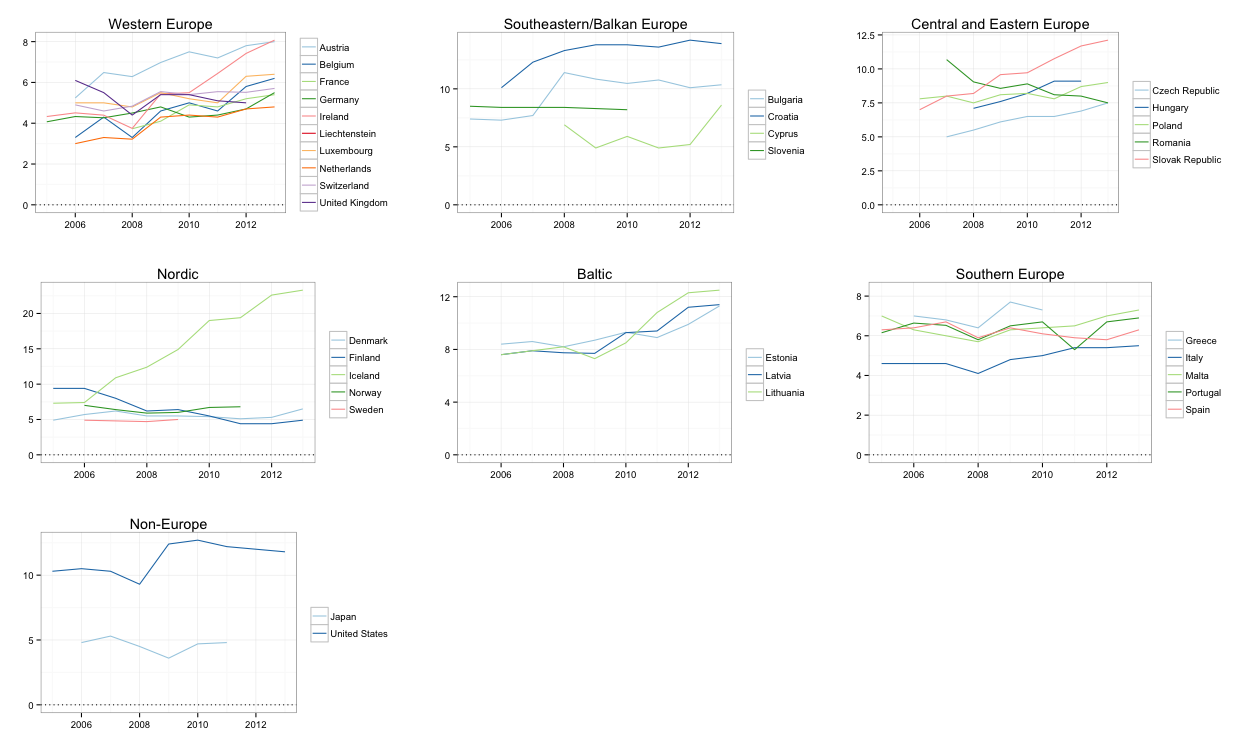 Western Europe
8
6
4
2
0
2006
2008
2010
2012
Austria
Belgium
France
Germany
Ireland
Liechtenstein
Luxembourg
Netherlands
Switzerland
United Kingdom
Southeastern/Balkan Europe
10
5
0
2006
2008
2010
2012
Bulgaria
Croatia
Cyprus
Slovenia
Central and Eastern Europe
12.5
10.0
7.5
5.0
2.5
0.0
2006
2008
2010
2012
Czech Republic
Hungary
Poland
Romania
Slovak Republic
Nordic
20
15
10
5
0
2006
2008
2010
2012
Denmark
Finland
Iceland
Norway
Sweden
Baltic
12
8
4
0
2006
2008
2010
2012
Estonia
Latvia
Lithuania
Southern Europe
8
6
4
2
0
2006
2008
2010
2012
Greece
Italy
Malta
Portugal
Spain
Non-Europe
10
5
0
2006
2008
2010
2012
Japan
United States